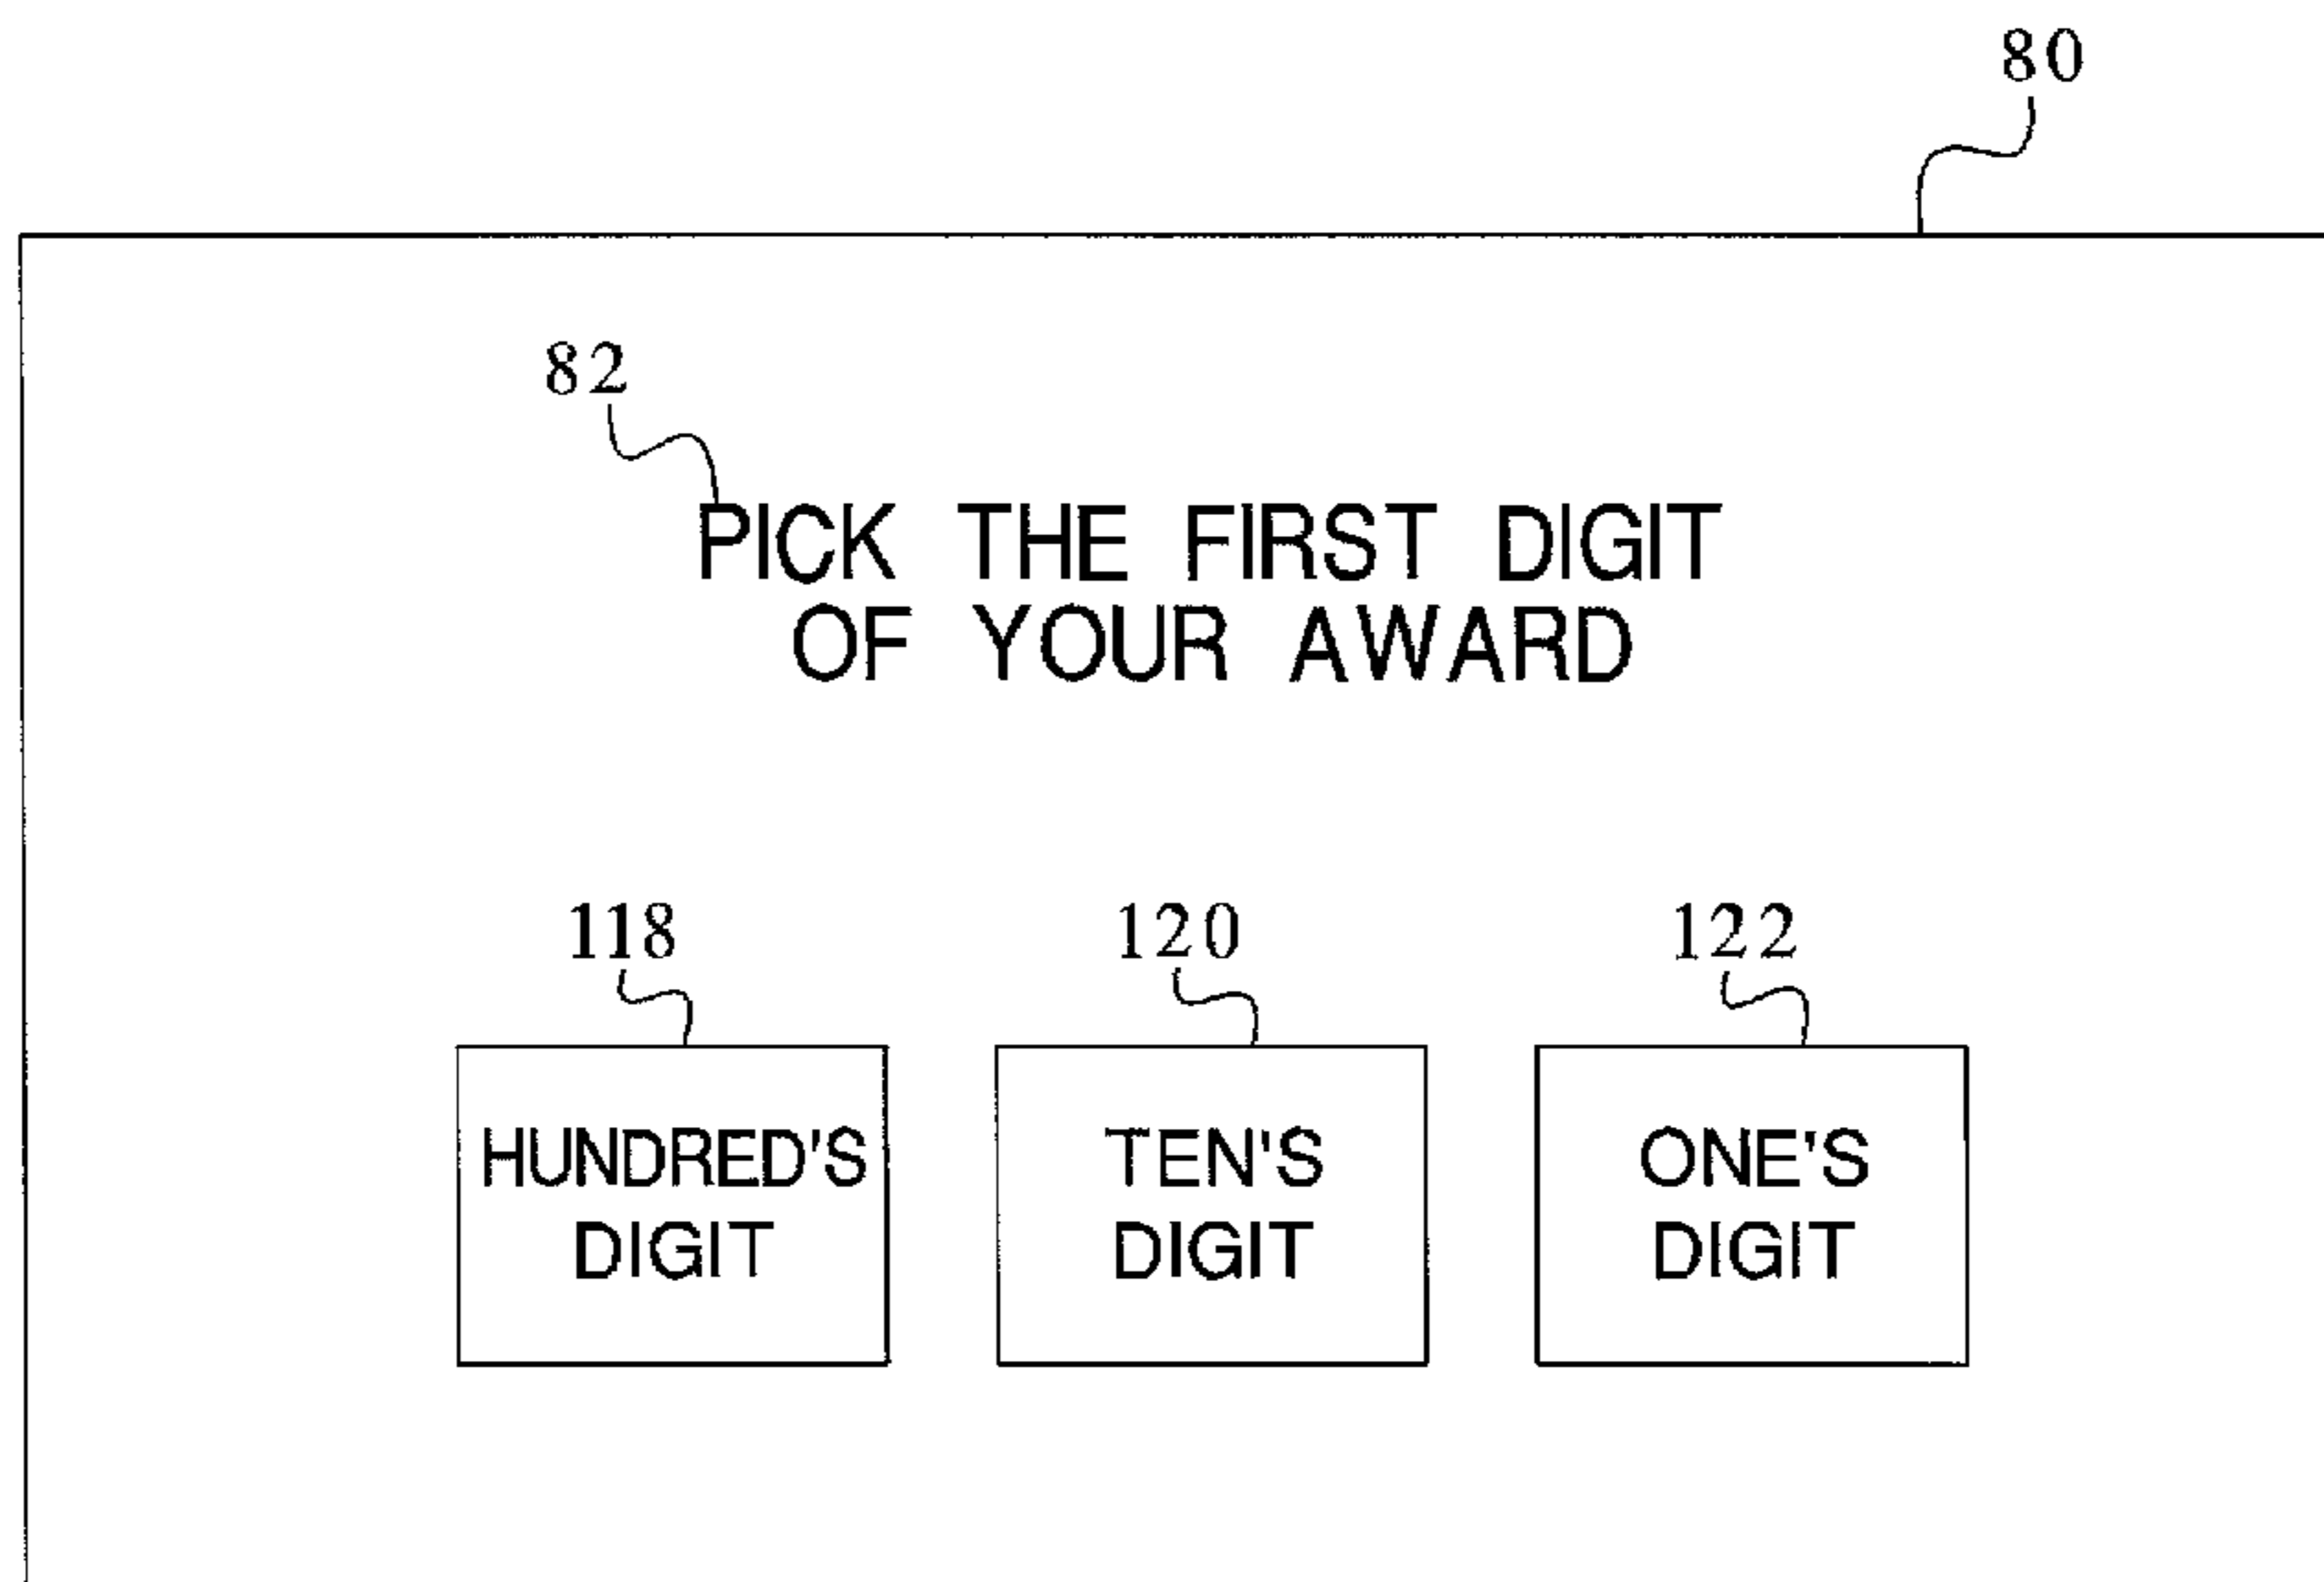 80
82
PICK THE FIRST DIGIT
OF YOUR AWARD
118 120 122
HUNDRED'S TEN'S ONE'S
DIGIT DIGIT DIGIT